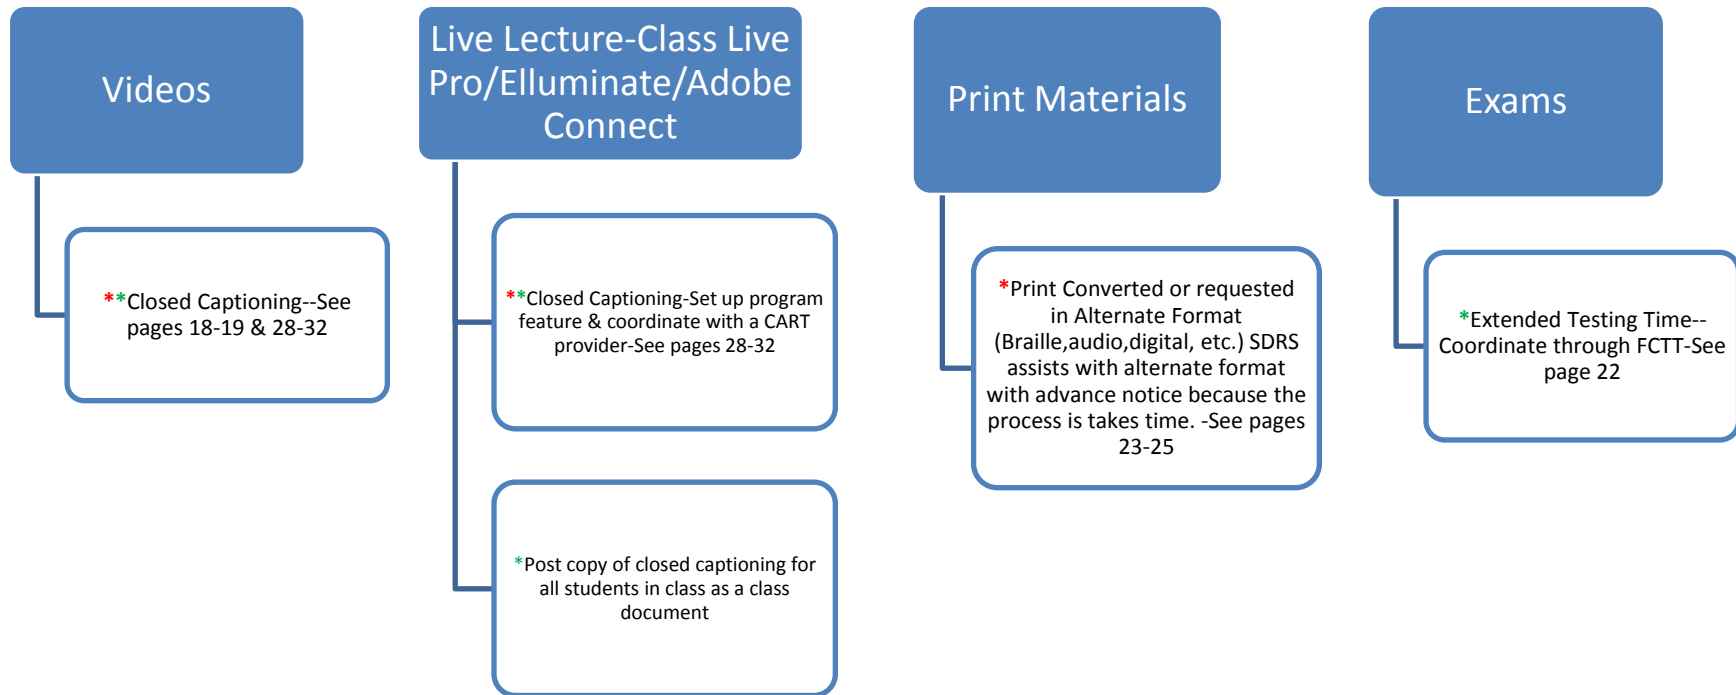 Videos
**Closed Captioning--See
pages 18-19 & 28-32
Live Lecture-Class Live
Pro/Elluminate/Adobe
Connect
**Closed Captioning-Set up program
feature & coordinate with a CART
provider-See pages 28-32
*Post copy of closed captioning for
all students in class as a class
document
Print Materials
*Print Converted or requested
in Alternate Format
(Braille,audio,digital, etc.) SDRS
assists with alternate format
with advance notice because the
process is takes time. -See pages
23-25
Exams
*Extended Testing Time--
Coordinate through FCTT-See
page 22